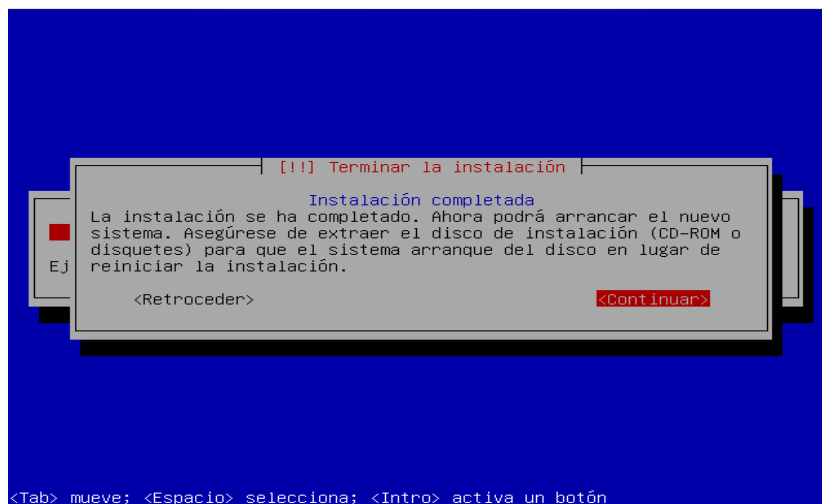 [!!] Terminar la instalación
Instalación completada
La instalación se ha completado. Ahora podrá arrancar el nuevo
sistema. Asegúrese de extraer el disco de instalación (CD-ROM o
disquetes) para que el sistema arranque del disco en lugar de
Ej
reiniciar la instalación.
<Retroceder> <Continuar>
<Tab> mueve; <Espacio> selecciona; <Intro> activa un botón